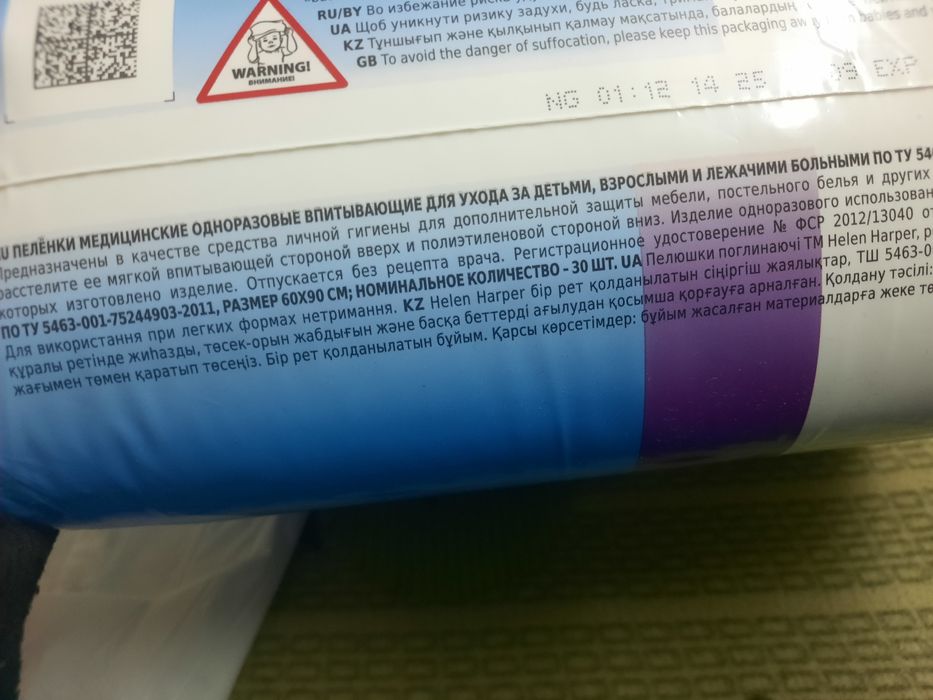 RU/BY Во избежание
UA Щоб уникнути ризику задухи, будь ласка,
KZ Тұншығып және қылқынып қалмау мақсатында, балалардың
GB To avoid the danger of suffocation, please keep this packaging babies and
WARNING!
ВНИМАНИЕ!
NG 01:12 14 25 09 EXP
RU ПЕЛЁНКИ МЕДИЦИНСКИЕ ОДНОРАЗОВЫЕ ВПИТЫВАЮЩИЕ ДЛЯ УХОДА ЗА ДЕТЬМИ, ВЗРОСЛЫМИ И ЛЕЖАЧИМИ БОЛЬНЫМИ ПО ТУ 546
Предназначены в качестве средства личной гигиены для дополнительной защиты мебели, постельного белья и других
расстелите ее мягкой впитывающей стороной вверх и полиэтиленовой стороной вниз. Изделие одноразового использован
которых изготовлено изделие. Отпускается без рецепта врача. Регистрационное удостоверение № ФСР 2012/13040 от
ПО ТУ 5463-001-75244903-2011, РАЗМЕР 60X90 СМ; НОМИНАЛЬНОЕ КОЛИЧЕСТВО – 30 ШТ. UA Пелюшки поглинаючі ТМ Helen Harper, р
Для використання при легких формах нетримання. KZ Helen Harper бір рет қолданылатын сіңіргіш жаялықтар, ТШ 5463-0
құралы ретінде жиһазды, төсек-орын жабдығын және басқа беттерді ағылудан қосымша қорғауға арналған. Қолдану тәсілі:
жағымен төмен қаратып төсеңіз. Бір рет қолданылатын бұйым. Қарсы көрсетімдер: бұйым жасалған материалдарға жеке тө